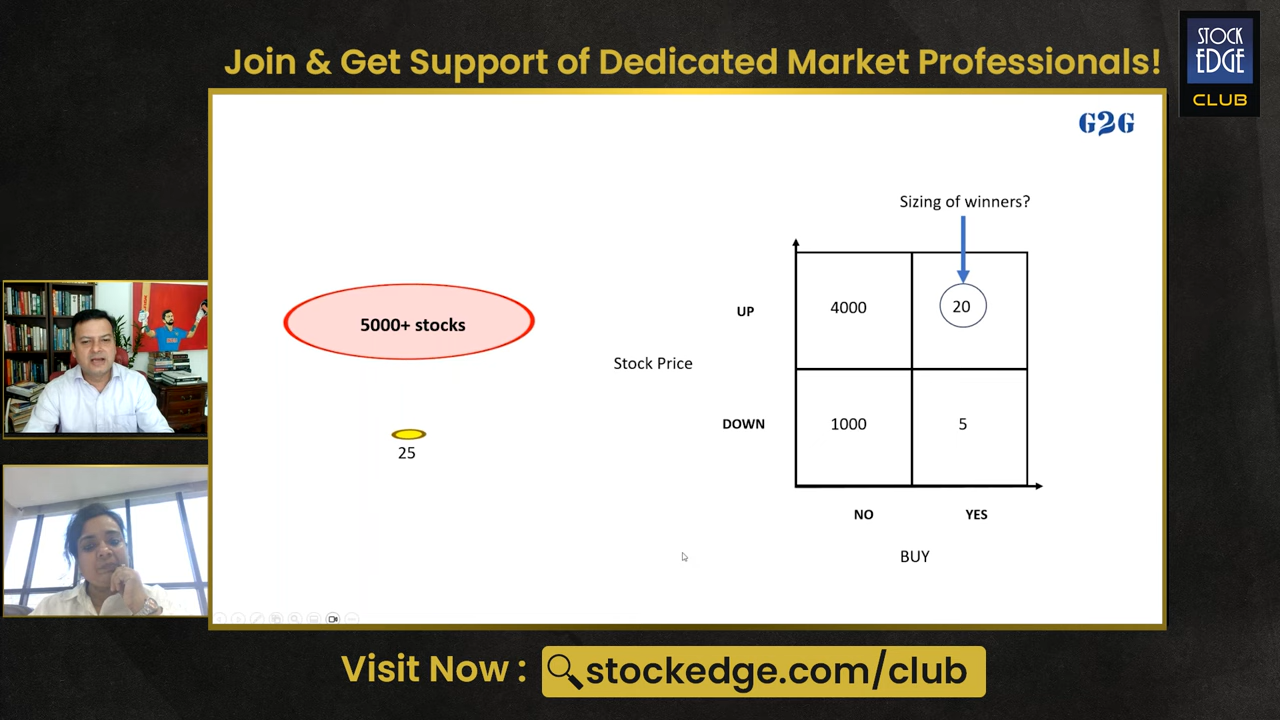 Join & Get Support of Dedicated Market Professionals!
STOCK
EDGE
CLUB
G2G
Sizing of winners?
5000+ stocks
25
Stock Price
UP
4000
20
DOWN
1000
5
NO
YES
BUY
Visit Now :
stockedge.com/club